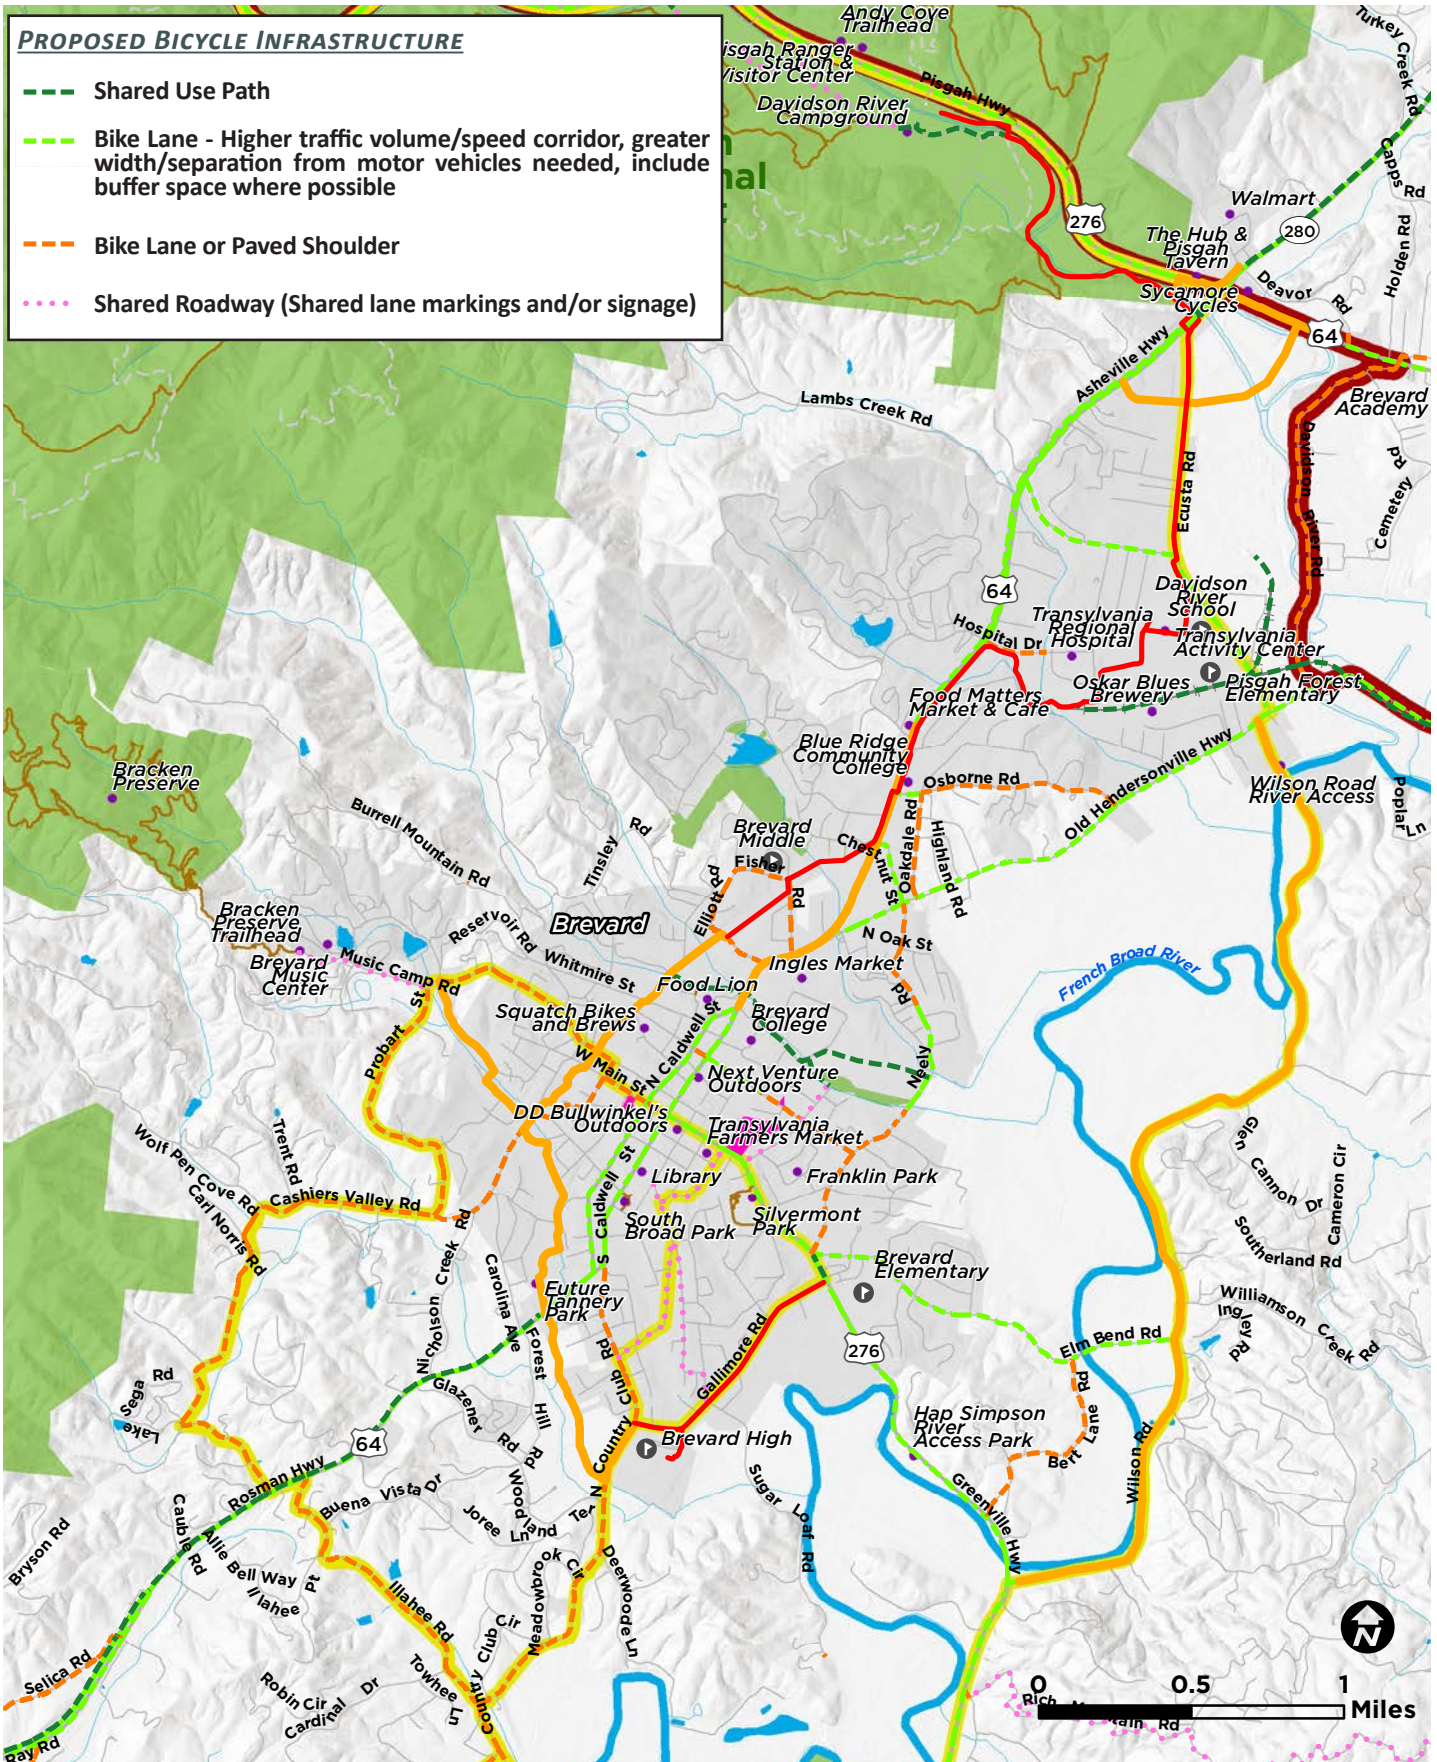 PROPOSED BICYCLE INFRASTRUCTURE
Shared Use Path
Bike Lane - Higher traffic volume/speed corridor, greater
width/separation from motor vehicles needed, include
buffer space where possible
Bike Lane or Paved Shoulder
Shared Roadway (Shared lane markings and/or signage)
Andy Cove
Trailhead
isgah Ranger
Station &
Visitor Center
Davidson River
Campground
Pisgah Hwy
Turkey Creek Rd
Capps Rd
Walmart
276
280
The Hub &
Pisgah
Tavern
Holden Rd
Sycamore
Cycles
Deavor Rd
64
Asheville Hwy
Brevard
Academy
Lambs Creek Rd
Davidson River Rd
Cemetery Rd
Ecusta Rd
64
Davidson
River
School
Transylvania
Regional
Hospital
Hospital Dr
Transylvania
Activity Center
Oskar Blues
Brewery
Pisgah Forest
Elementary
Food Matters
Market & Cafe
Blue Ridge
Community
College
Old Hendersonville Hwy
Osborne Rd
Wilson Road
River Access
Poplar Ln
Bracken
Preserve
Burrell Mountain Rd
Tinsley Rd
Brevard
Middle
Fisher Rd
Chestnut St
Oakdale Rd
Highland Rd
Elliott Rd
Bracken
Preserve
Trailhead
Reservoir Rd
Brevard
N Oak St
Brevard
Music
Center
Music Camp Rd
Whitmire St
Ingles Market
French Broad River
Food Lion
Squatch Bikes
and Brews
Brevard
College
N Caldwell St
Probart St
W Main St
Neely Rd
Next Venture
Outdoors
DD Bullwinkel's
Outdoors
Transylvania
Farmers Market
Wolf Pen Cove Rd
Trent Rd
Glen Cannon Dr
Cameron Cir
Library
Franklin Park
Carl Norris Rd
Cashiers Valley Rd
S Caldwell St
South
Broad Park
Silvermont
Park
Southerland Rd
Nicholson Creek Rd
Carolina Ave
Brevard
Elementary
Future
Tannery
Park
Williamson Creek Rd
Ingley Rd
Forest Hill Rd
Gallimore Rd
276
Elm Bend Rd
Lake Sega Rd
Glazener Rd
N Country Club Rd
Hap Simpson
River
Access Park
Bert Lane Rd
64
Brevard High
Wilson Rd
Rosman Hwy
Buena Vista Dr
Woodland Ter
Joree Ln
Sugar Loaf Rd
Greenville Hwy
Cauble Rd
Bryson Rd
Allie Bell Way
Illahee Pt
Illahee Rd
Meadowbrook Cir
Deerwoode Ln
Club Cir
Selica Rd
Robin Cir
Cardinal Dr
Towhee Ln
Country
Ray Rd
N
0 0.5 1
Miles